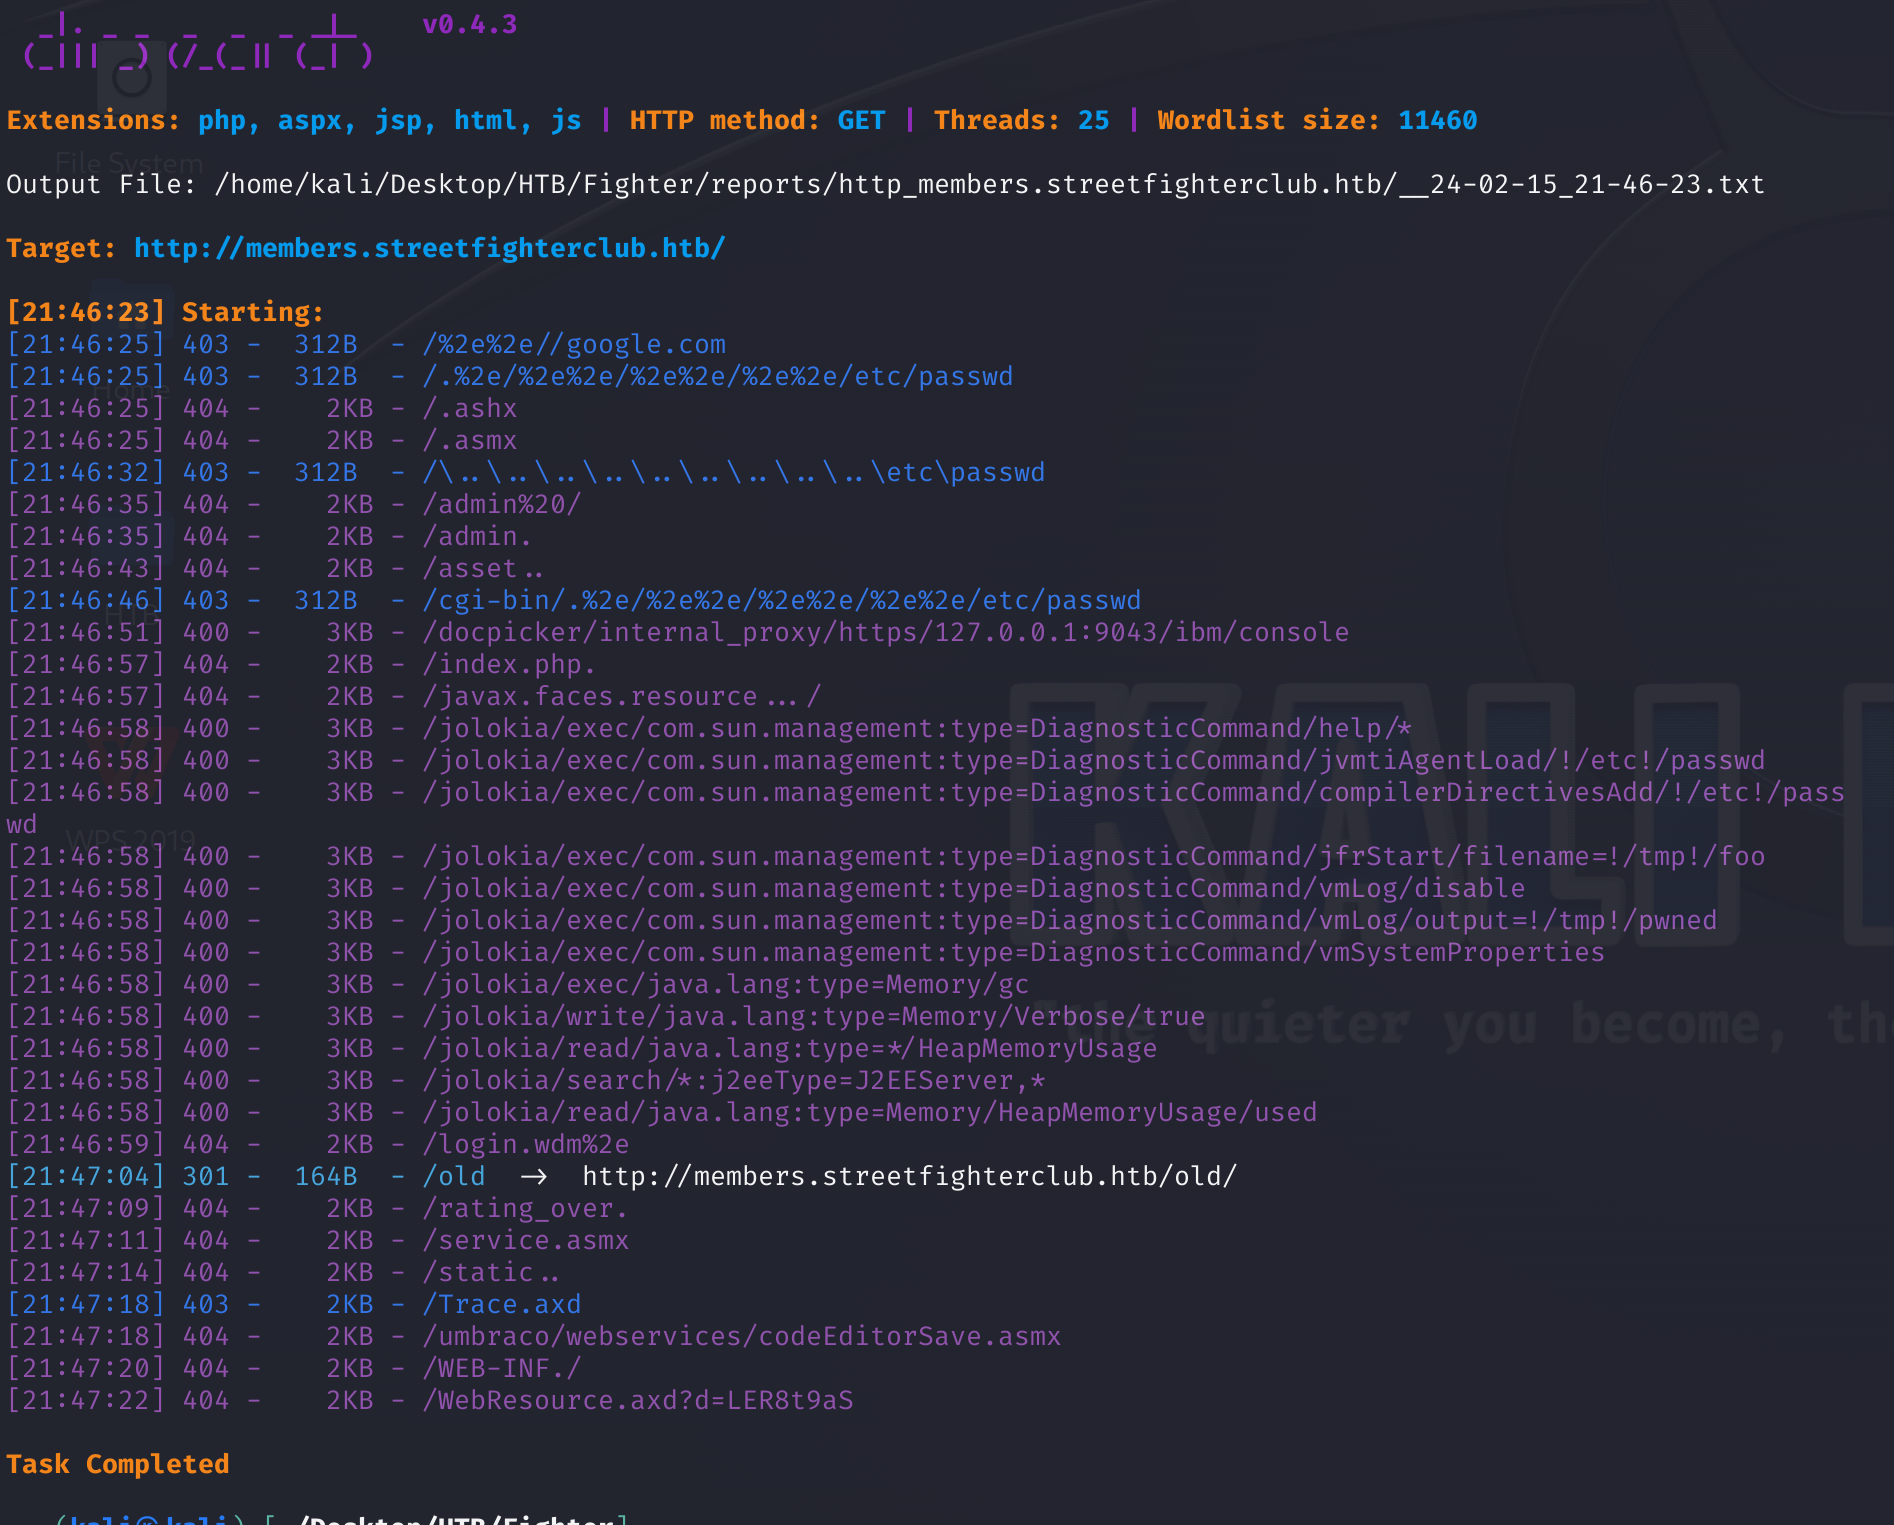 v0.4.3
Extensions: php, aspx, jsp, html, js | HTTP method: GET | Threads: 25 | Wordlist size: 11460
File System
Output File: /home/kali/Desktop/HTB/Fighter/reports/http_members.streetfighterclub.htb/__24-02-15_21-46-23.txt
Target: http://members.streetfighterclub.htb/
[21:46:23] Starting:
[21:46:25] 403 -  312B  - /%2e%2e//google.com
[21:46:25] 403 -  312B  - /.%2e/%2e%2e/%2e%2e/%2e%2e/etc/passwd
Home
[21:46:25] 404 -    2KB - /.ashx
[21:46:25] 404 -    2KB - /.asmx
[21:46:32] 403 -  312B  - /\..\..\..\..\..\..\..\..\..\etc\passwd
[21:46:35] 404 -    2KB - /admin%20/
[21:46:35] 404 -    2KB - /admin.
[21:46:43] 404 -    2KB - /asset..
[21:46:46] 403 -  312B  - /cgi-bin/.%2e/%2e%2e/%2e%2e/%2e%2e/etc/passwd
HTB
[21:46:51] 400 -    3KB - /docpicker/internal_proxy/https/127.0.0.1:9043/ibm/console
[21:46:57] 404 -    2KB - /index.php.
[21:46:57] 404 -    2KB - /javax.faces.resource.../
[21:46:58] 400 -    3KB - /jolokia/exec/com.sun.management:type=DiagnosticCommand/help/*
[21:46:58] 400 -    3KB - /jolokia/exec/com.sun.management:type=DiagnosticCommand/jvmtiAgentLoad/!/etc!/passwd
[21:46:58] 400 -    3KB - /jolokia/exec/com.sun.management:type=DiagnosticCommand/compilerDirectivesAdd/!/etc!/pass
wd
WPS 2019
KALI
[21:46:58] 400 -    3KB - /jolokia/exec/com.sun.management:type=DiagnosticCommand/jfrStart/filename=!/tmp!/foo
[21:46:58] 400 -    3KB - /jolokia/exec/com.sun.management:type=DiagnosticCommand/vmLog/disable
[21:46:58] 400 -    3KB - /jolokia/exec/com.sun.management:type=DiagnosticCommand/vmLog/output=!/tmp!/pwned
[21:46:58] 400 -    3KB - /jolokia/exec/com.sun.management:type=DiagnosticCommand/vmSystemProperties
[21:46:58] 400 -    3KB - /jolokia/exec/java.lang:type=Memory/gc
[21:46:58] 400 -    3KB - /jolokia/write/java.lang:type=Memory/Verbose/true
"the quieter you become, th
[21:46:58] 400 -    3KB - /jolokia/read/java.lang:type=*/HeapMemoryUsage
[21:46:58] 400 -    3KB - /jolokia/search/*:j2eeType=J2EEServer,*
[21:46:58] 400 -    3KB - /jolokia/read/java.lang:type=Memory/HeapMemoryUsage/used
[21:46:59] 404 -    2KB - /login.wdm%2e
[21:47:04] 301 -  164B  - /old  ->  http://members.streetfighterclub.htb/old/
[21:47:09] 404 -    2KB - /rating_over.
[21:47:11] 404 -    2KB - /service.asmx
[21:47:14] 404 -    2KB - /static..
[21:47:18] 403 -    2KB - /Trace.axd
[21:47:18] 404 -    2KB - /umbraco/webservices/codeEditorSave.asmx
[21:47:20] 404 -    2KB - /WEB-INF./
[21:47:22] 404 -    2KB - /WebResource.axd?d=LER8t9aS
Task Completed
(kali㉿kali)-[~/Desktop/HTB/Fighter]